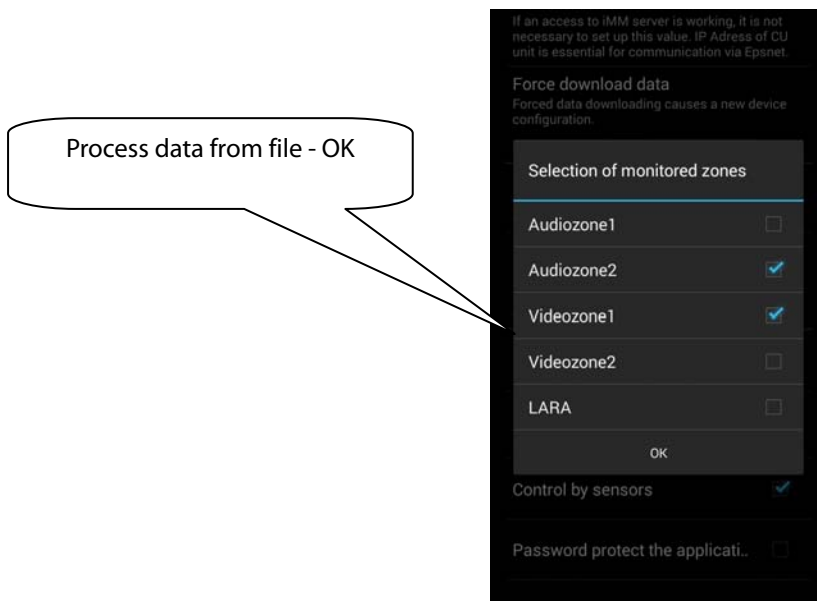 If an access to iMM server is working, it is not
necessary to set up this value. IP Adress of CU
unit is essential for communication via Epsnet.
Force download data
Forced data downloading causes a new device
configuration.
Process data from file - OK
Selection of monitored zones
Audiozone1
Audiozone2
Videozone1
Videozone2
LARA
OK
Control by sensors
Password protect the applicati..